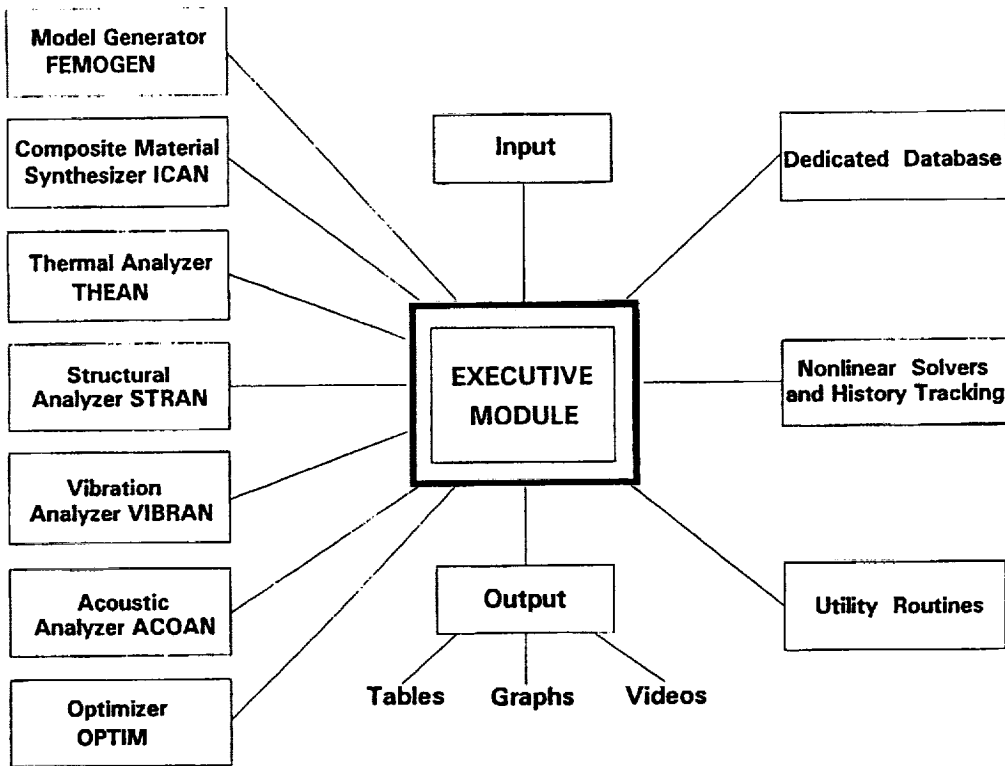 Model Generator
FEMOGEN
Composite Material
Synthesizer ICAN
Thermal Analyzer
THEAN
Structural
Analyzer STRAN
Vibration
Analyzer VIBRAN
Acoustic
Analyzer ACOAN
Optimizer
OPTIM
Input
EXECUTIVE
MODULE
Output
Tables
Graphs
Videos
Dedicated Database
Nonlinear Solvers
and History Tracking
Utility Routines